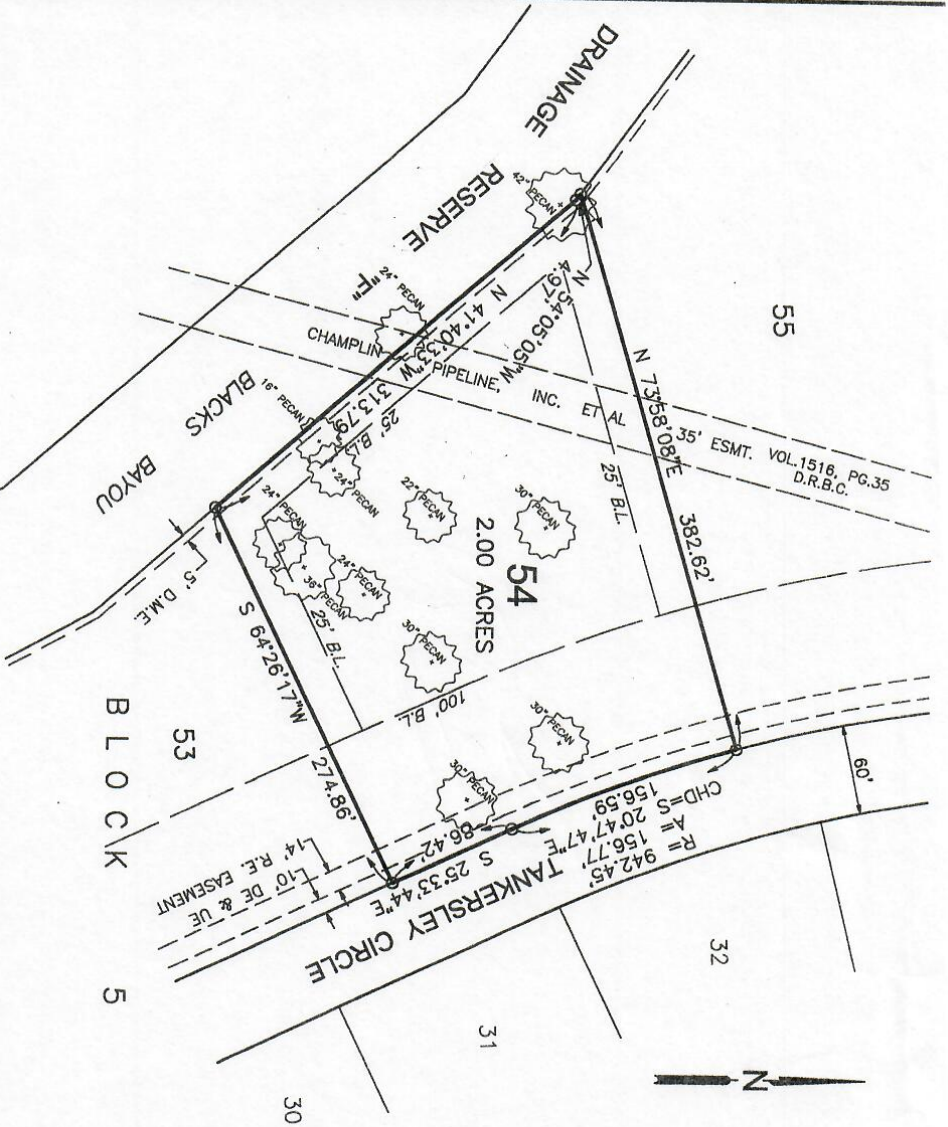 DRAINAGE
RESERVE "F"
BLACKS
BAYOU
55
42" PECAN
24" PECAN
16" PECAN
CHAMPLIN PIPELINE, INC. ET AL 35' ESMT. VOL.1516, PG.35
D.R.B.C.
N 54°05'05"W
4.97'
N 73°58'08"E 382.62'
N 41°40'33"W 313.79'
25' B.L.
25' B.L.
24" PECAN
22" PECAN
30" PECAN
54
2.00 ACRES
24" PECAN
36" PECAN
24" PECAN
25' B.L.
30" PECAN
100' B.L.
30" PECAN
30" PECAN
5' D.M.E.
S 64°26'17"W 274.86'
53
BLOCK 5
R= 942.45'
A= 156.77'
CHD=S 20°47'47"E
156.59'
60'
86.42'
S 25°33'44"E
TANKERSLEY CIRCLE
14' R.E. EASEMENT
10' DE & UE
32
31
30
N